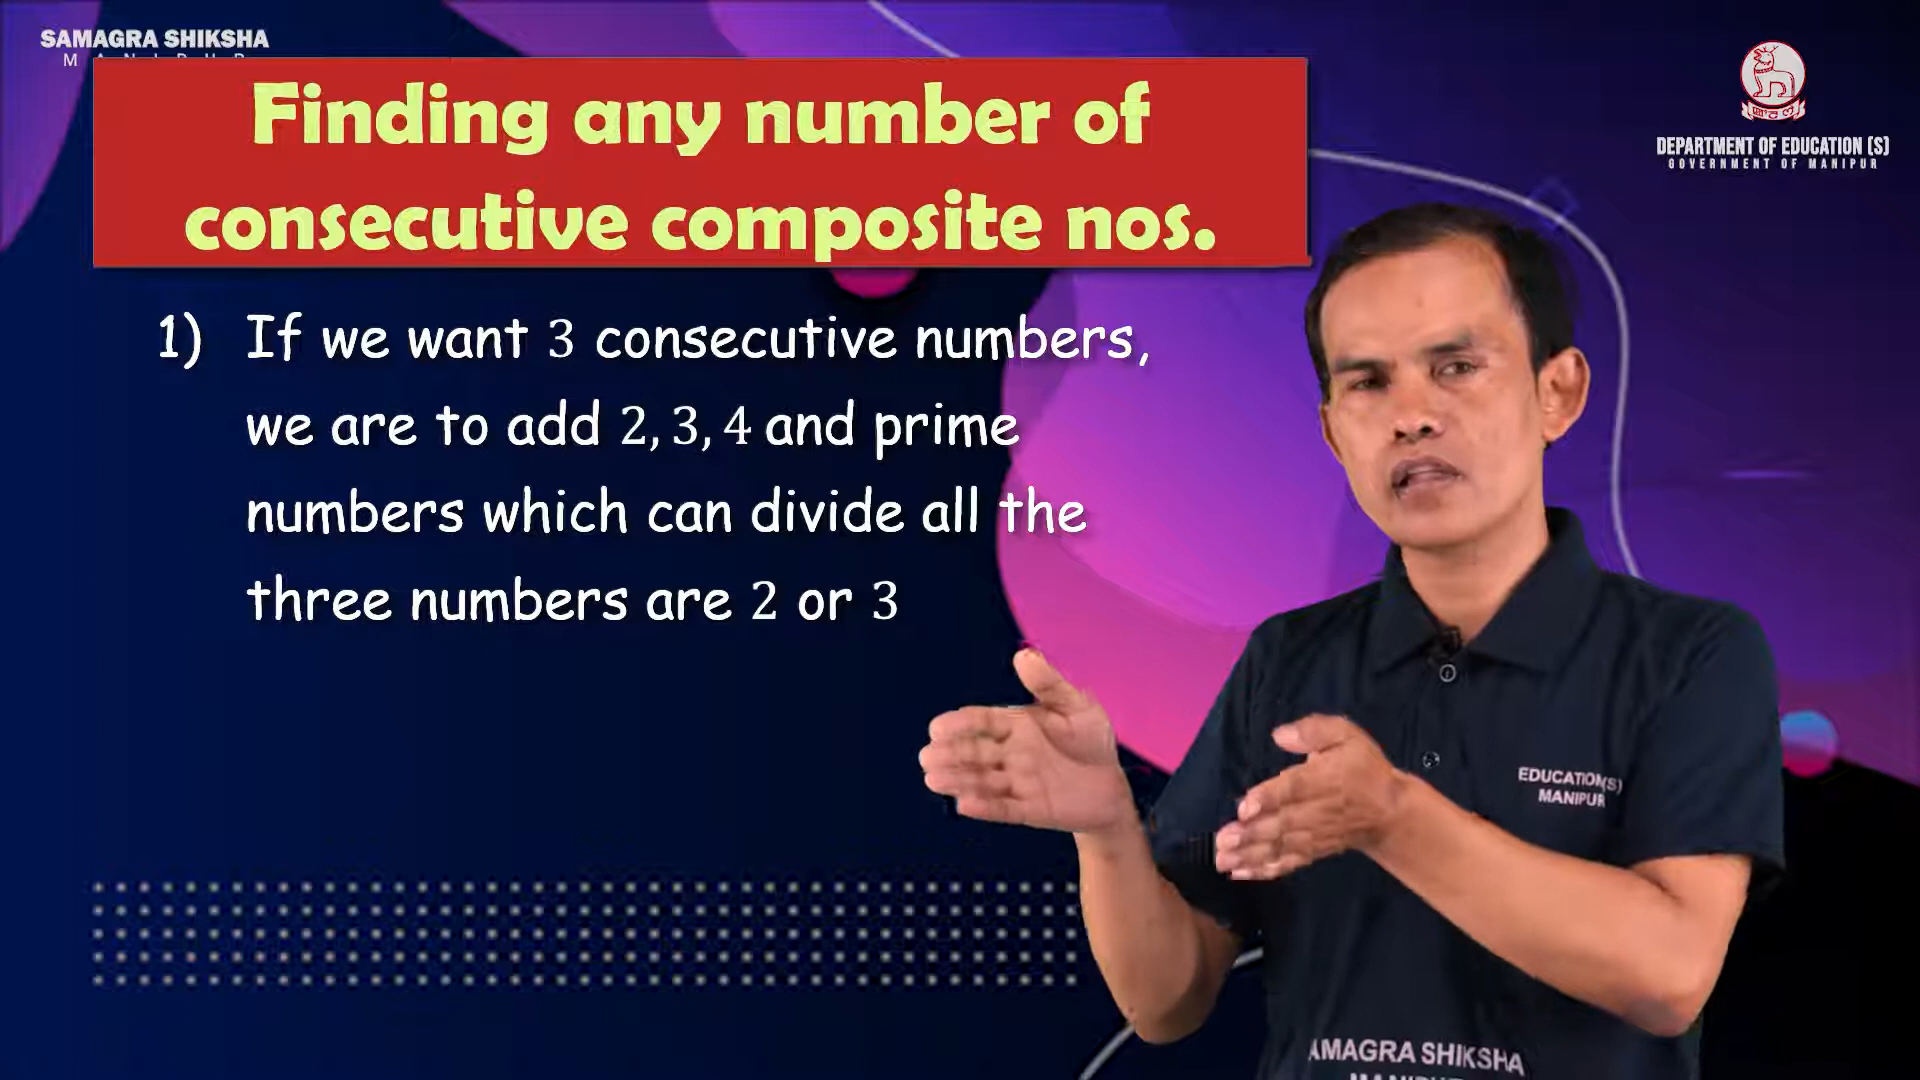 SAMAGRA SHIKSHA
Finding any number of
consecutive composite nos.
DEPARTMENT OF EDUCATION (S)
GOVERNMENT OF MANIPUR
1) If we want 3 consecutive numbers,
we are to add 2, 3, 4 and prime
numbers which can divide all the
three numbers are 2 or 3
EDUCATION(S)
MANIPUR
AMAGRA SHIKSHA